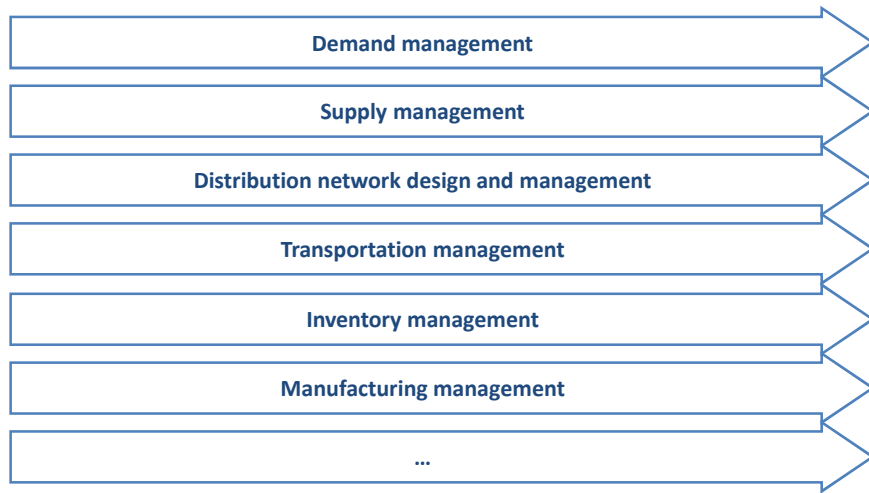 Demand management
Supply management
Distribution network design and management
Transportation management
Inventory management
Manufacturing management
...